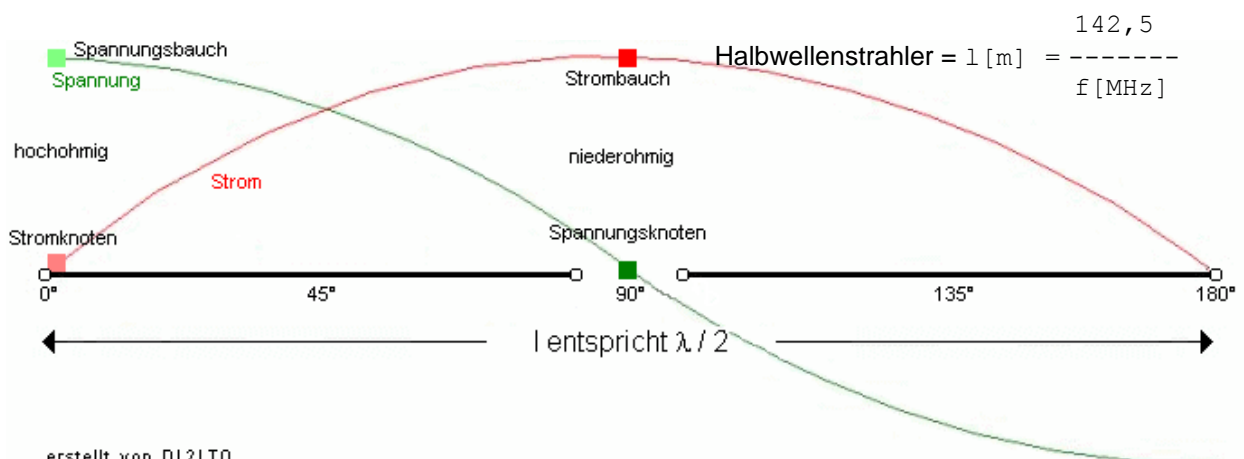 142,5
Spannungsbauch
Halbwellenstrahler = l[m] = -------
Spannung
Strombauch
f[MHz]
hochohmig
niederohmig
Strom
Stromknoten
Spannungsknoten
0° 45° 90° 135° 180°
l entspricht λ / 2
erstellt von